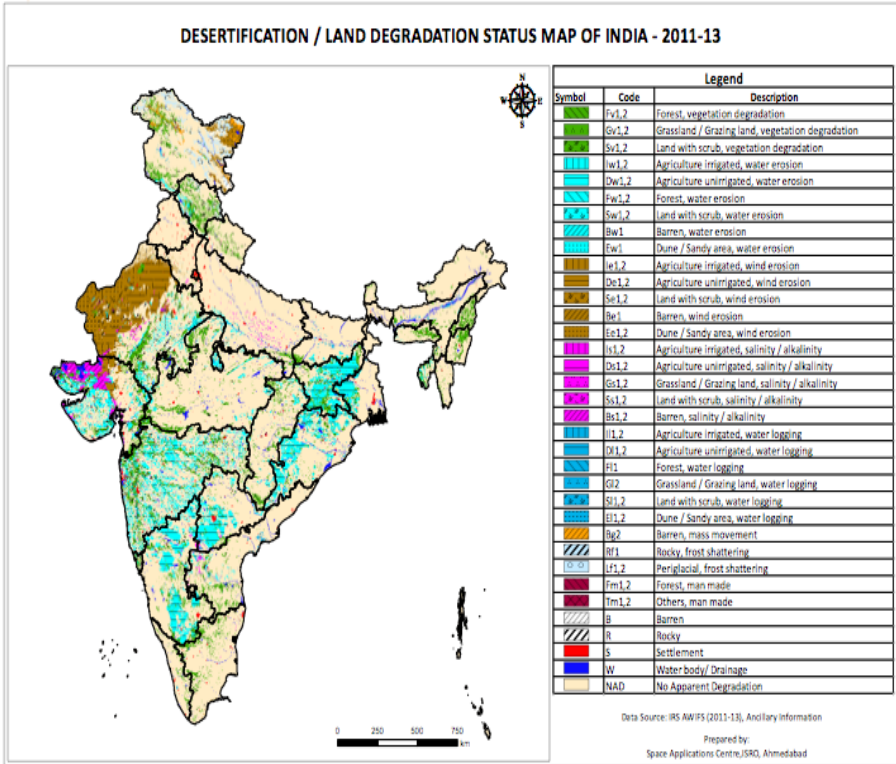 DESERTIFICATION / LAND DEGRADATION STATUS MAP OF INDIA - 2011-13
N
W E
S
Legend
Symbol Code Description
Fv1,2 Forest, vegetation degradation
Gv1,2 Grassland / Grazing land, vegetation degradation
Sv1,2 Land with scrub, vegetation degradation
Iw1,2 Agriculture irrigated, water erosion
Dw1,2 Agriculture unirrigated, water erosion
Fw1,2 Forest, water erosion
Sw1,2 Land with scrub, water erosion
Bw1 Barren, water erosion
Ew1 Dune / Sandy area, water erosion
Ie1,2 Agriculture irrigated, wind erosion
De1,2 Agriculture unirrigated, wind erosion
Se1,2 Land with scrub, wind erosion
Be1 Barren, wind erosion
Ee1,2 Dune / Sandy area, wind erosion
Is1,2 Agriculture irrigated, salinity / alkalinity
Ds1,2 Agriculture unirrigated, salinity / alkalinity
Gs1,2 Grassland / Grazing land, salinity / alkalinity
Ss1,2 Land with scrub, salinity / alkalinity
Bs1,2 Barren, salinity / alkalinity
Il1,2 Agriculture irrigated, water logging
Dl1,2 Agriculture unirrigated, water logging
Fl1 Forest, water logging
Gl2 Grassland / Grazing land, water logging
Sl1,2 Land with scrub, water logging
El1,2 Dune / Sandy area, water logging
Bg2 Barren, mass movement
Rf1 Rocky, frost shattering
Lf1,2 Periglacial, frost shattering
Fm1,2 Forest, man made
Tm1,2 Others, man made
B Barren
R Rocky
S Settlement
W Water body/ Drainage
NAD No Apparent Degradation
0 250 500 750
km
Data Source: IRS AWIFS (2011-13), Ancillary Information
Prepared by:
Space Applications Centre,ISRO, Ahmedabad